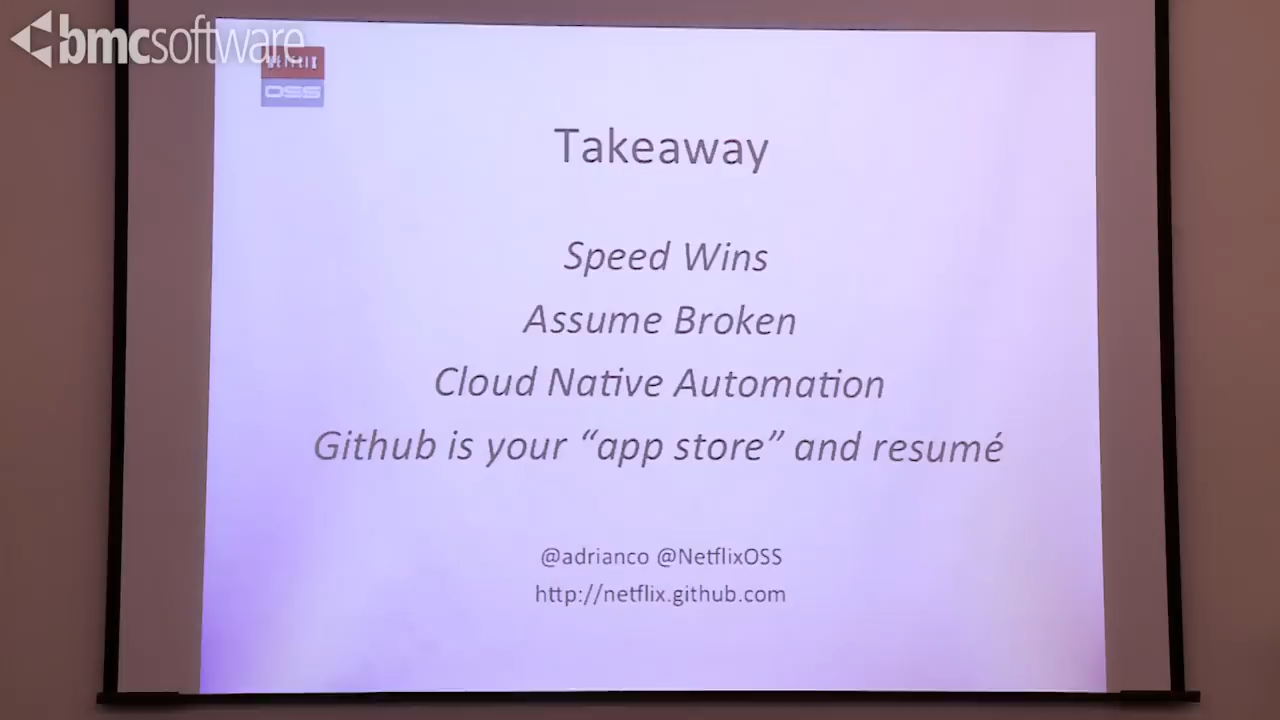 bmcsoftware
NETFLIX
OSS
Takeaway
Speed Wins
Assume Broken
Cloud Native Automation
Github is your “app store” and resumé
@adrianco @NetflixOSS
http://netflix.github.com